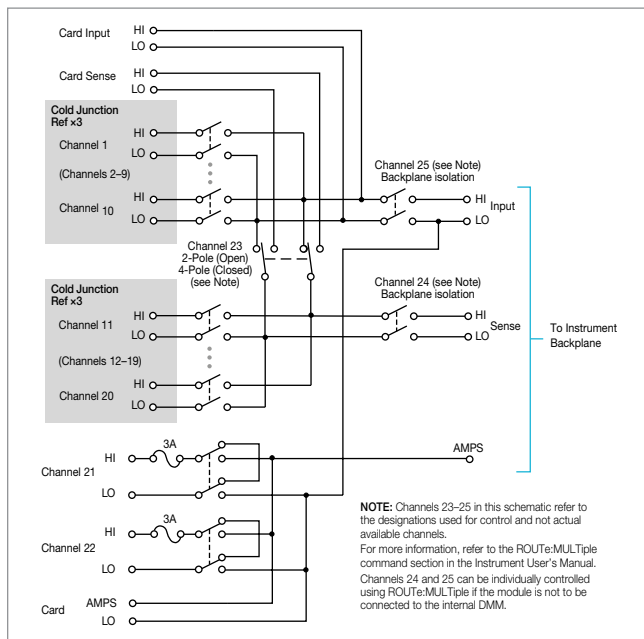 Card Input HI
LO
Card Sense HI
LO
Cold Junction
Ref ×3
HI
Channel 1
LO
(Channels 2–9)
HI
Channel 10
LO
Channel 25 (see Note)
Backplane isolation
HI
Input
LO
Channel 23
2-Pole (Open)
4-Pole (Closed)
(see Note)
Channel 24 (see Note)
Backplane isolation
HI
Sense
LO
To Instrument
Backplane
Cold Junction
Ref ×3
HI
Channel 11
LO
(Channels 12–19)
HI
Channel 20
LO
3A
HI
Channel 21
LO
AMPS
3A
HI
Channel 22
LO
AMPS
Card
LO
NOTE: Channels 23–25 in this schematic refer to
the designations used for control and not actual
available channels.
For more information, refer to the ROUTe:MULTiple
command section in the Instrument User's Manual.
Channels 24 and 25 can be individually controlled
using ROUTe:MULTiple if the module is not to be
connected to the internal DMM.